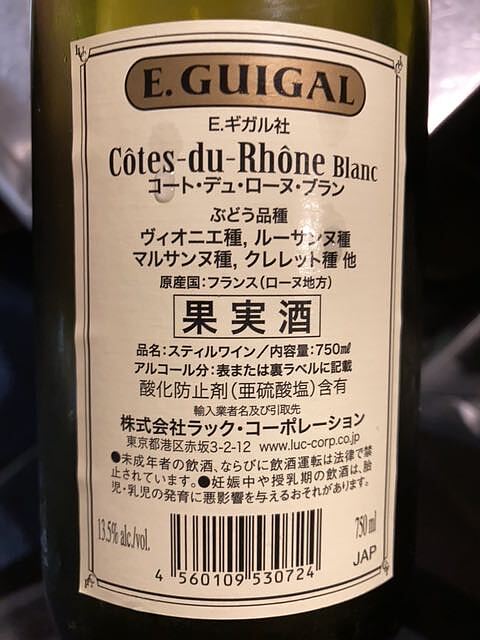 E. GUIGAL
E.ギガル社
Côtes-du-Rhône Blanc
コート・デュ・ローヌ・ブラン
ぶどう品種
ヴィオニエ種, ルーサンヌ種
マルサンヌ種, クレレット種 他
原産国:フランス(ローヌ地方)
果実酒
品名:スティルワイン/内容量:750ml
アルコール分:表または裏ラベルに記載
酸化防止剤(亜硫酸塩)含有
輸入業者名及び引取先
株式会社ラック・コーポレーション
東京都港区赤坂3-2-12 www.luc-corp.co.jp
●未成年者の飲酒、ならびに飲酒運転は法律で禁
止されています。●妊娠中や授乳期の飲酒は、胎
児・乳児の発育に悪影響を与えるおそれがあります。
13.5% alc./vol.
750 ml
JAP
4 560109 530724